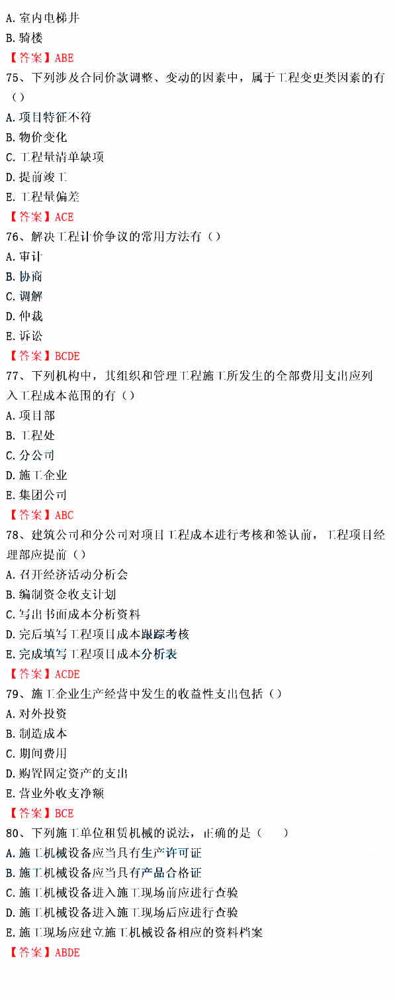 A.室内电梯井
B.骑楼
【答案】ABE
75、下列涉及合同价款调整、变动的因素中，属于工程变更类因素的有
（）
A.项目特征不符
B.物价变化
C.工程量清单缺项
D.提前竣工
E.工程量偏差
【答案】ACE
76、解决工程计价争议的常用方法有（）
A.审计
B.协商
C.调解
D.仲裁
E.诉讼
【答案】BCDE
77、下列机构中，其组织和管理工程施工所发生的全部费用支出应列
入工程成本范围的有（）
A.项目部
B.工程处
C.分公司
D.施工企业
E.集团公司
【答案】ABC
78、建筑公司和分公司对项目工程成本进行考核和签认前，工程项目经
理部应提前（）
A.召开经济活动分析会
B.编制资金收支计划
C.写出书面成本分析资料
D.完后填写工程项目成本跟踪考核
E.完成填写工程项目成本分析表
【答案】ACDE
79、施工企业生产经营中发生的收益性支出包括（）
A.对外投资
B.制造成本
C.期间费用
D.购置固定资产的支出
E.营业外收支净额
【答案】BCE
80、下列施工单位租赁机械的说法，正确的是（ ）
A.施工机械设备应当具有生产许可证
B.施工机械设备应当具有产品合格证
C.施工机械设备进入施工现场前应进行查验
D.施工机械设备进入施工现场后应进行查验
E.施工现场应建立施工机械设备相应的资料档案
【答案】ABDE